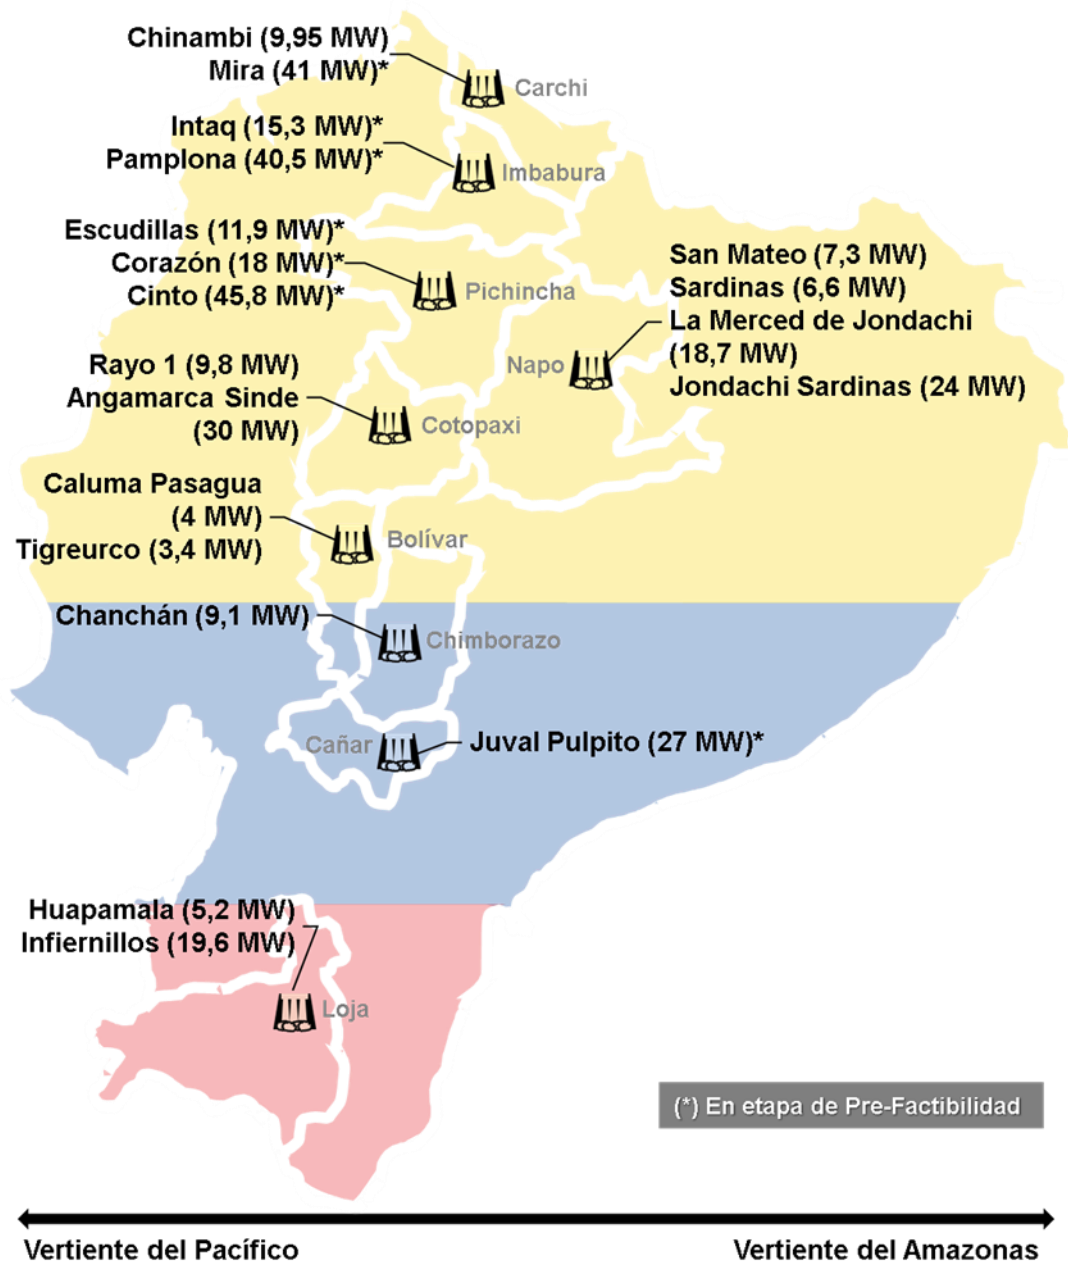 Chinambi (9,95 MW)
Mira (41 MW)*
Carchi
Intaq (15,3 MW)*
Pamplona (40,5 MW)*
Imbabura
Escudillas (11,9 MW)*
Corazón (18 MW)*
Cinto (45,8 MW)*
Pichincha
San Mateo (7,3 MW)
Sardinas (6,6 MW)
La Merced de Jondachi
(18,7 MW)
Jondachi Sardinas (24 MW)
Napo
Rayo 1 (9,8 MW)
Angamarca Sinde
(30 MW)
Cotopaxi
Caluma Pasagua
(4 MW)
Tigreurco (3,4 MW)
Bolívar
Chanchán (9,1 MW)
Chimborazo
Cañar
Juval Pulpito (27 MW)*
Huapamala (5,2 MW)
Infiernillos (19,6 MW)
Loja
(*) En etapa de Pre-Factibilidad
Vertiente del Pacífico
Vertiente del Amazonas